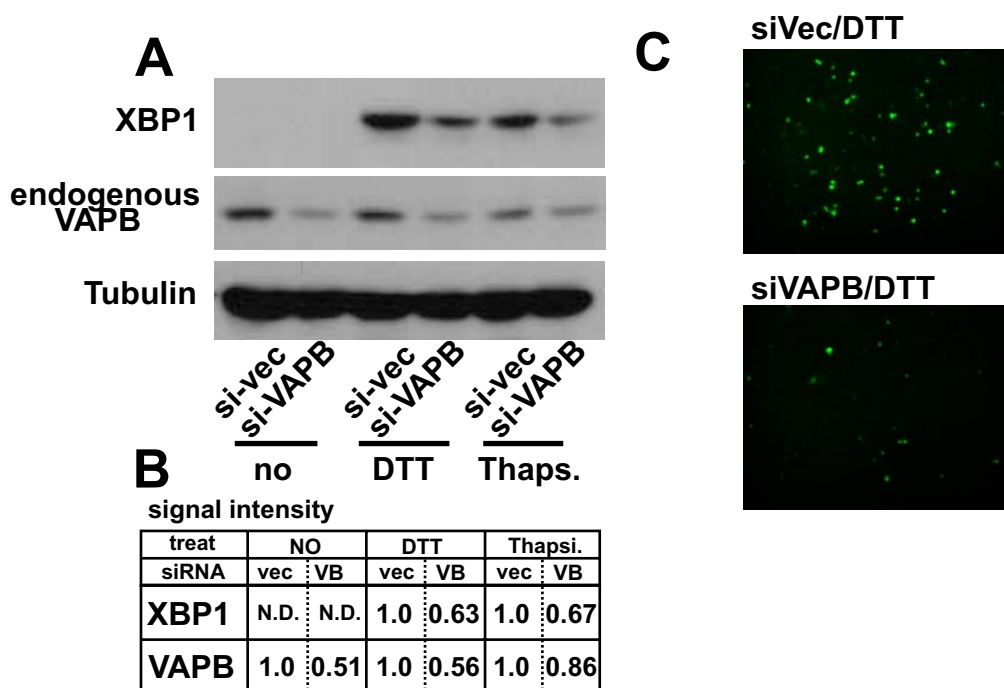 A
XBP1
endogenous
VAPB
Tubulin
si-vec
si-VAPB
si-vec
si-VAPB
si-vec
si-VAPB
no
DTT
Thaps.
B
signal intensity
treat NO DTT Thapsi.
siRNA vec VB vec VB vec VB
XBP1 N.D. N.D. 1.0 0.63 1.0 0.67
VAPB 1.0 0.51 1.0 0.56 1.0 0.86
C
siVec/DTT
siVAPB/DTT